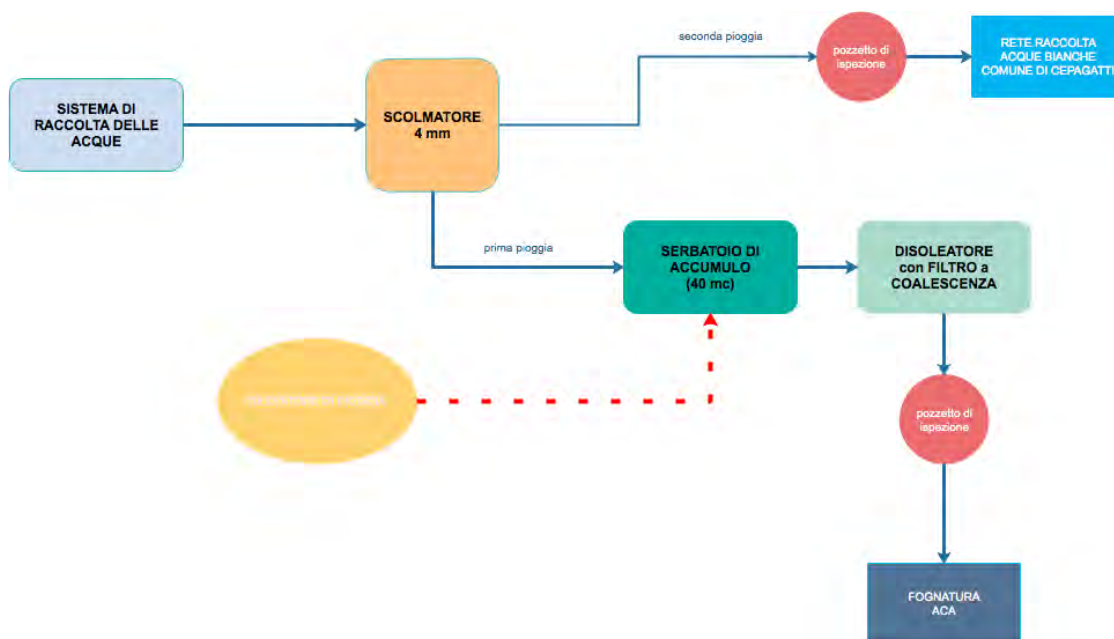 seconda pioggia
pozzetto di
ispezione
RETE RACCOLTA
ACQUE BIANCHE
COMUNE DI CEPAGATTI
SISTEMA DI
RACCOLTA DELLE
ACQUE
SCOLMATORE
4 mm
prima pioggia
SERBATOIO DI
ACCUMULO
(40 mc)
DISOLEATORE
con FILTRO a
COALESCENZA
pozzetto di
ispezione
FOGNATURA
ACA